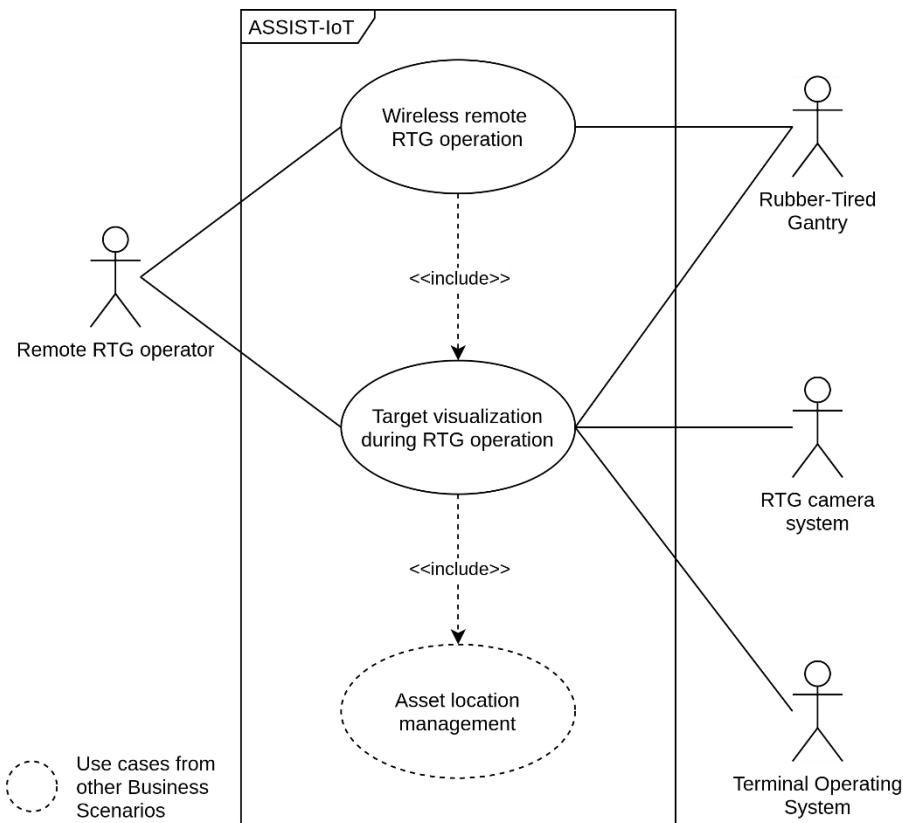 ASSIST-IoT
Wireless remote
RTG operation
Rubber-Tired
Gantry
<<include>>
Remote RTG operator
Target visualization
during RTG operation
RTG camera
system
<<include>>
Asset location
management
Use cases from
other Business
Scenarios
Terminal Operating
System